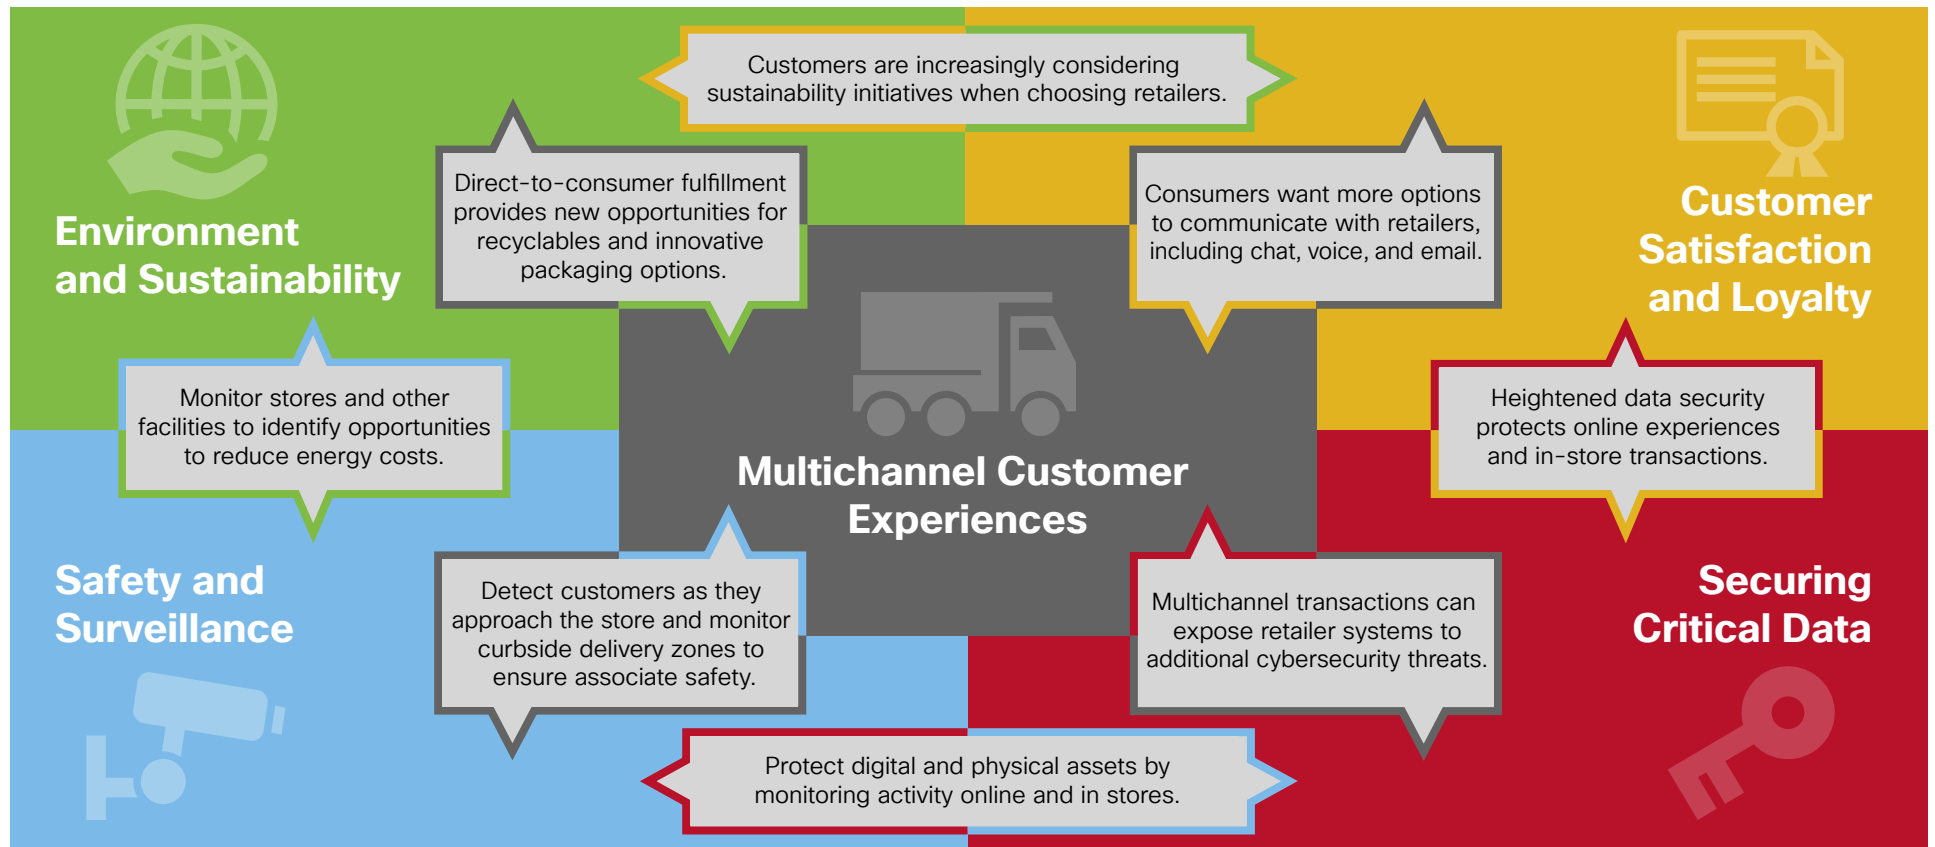 Customers are increasingly considering
sustainability initiatives when choosing retailers.
Environment
and Sustainability
Direct-to-consumer fulfillment
provides new opportunities for
recyclables and innovative
packaging options.
Consumers want more options
to communicate with retailers,
including chat, voice, and email.
Customer
Satisfaction
and Loyalty
Monitor stores and other
facilities to identify opportunities
to reduce energy costs.
Multichannel Customer
Experiences
Heightened data security
protects online experiences
and in-store transactions.
Safety and
Surveillance
Detect customers as they
approach the store and monitor
curbside delivery zones to
ensure associate safety.
Multichannel transactions can
expose retailer systems to
additional cybersecurity threats.
Securing
Critical Data
Protect digital and physical assets by
monitoring activity online and in stores.